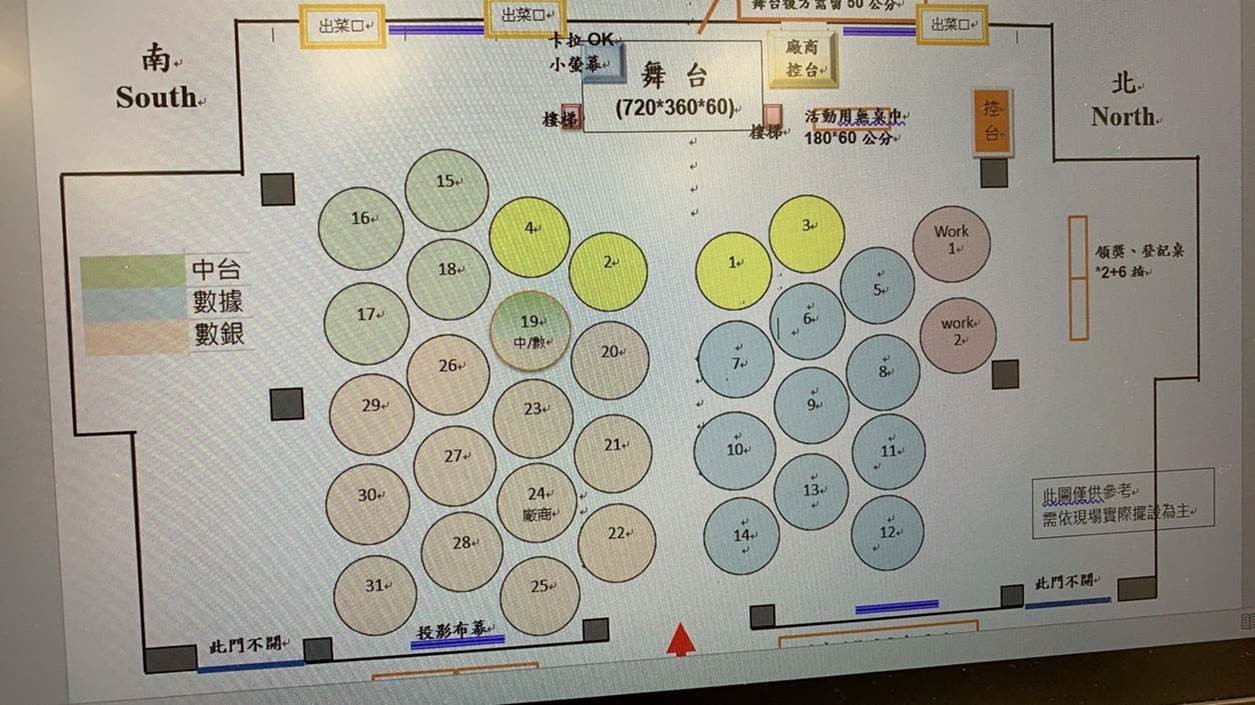 舞台後方需留50公分
出菜口
出菜口
出菜口
南
South
卡拉OK
小螢幕
舞 台
(720*360*60)
廠商
控台
北
North
樓梯
樓梯
活動用無桌巾
180*60 公分
控
台
15
16
4
3
Work
1
2
1
18
5
領獎、登記桌
*2+6 椅
中台
數據
數銀
17
19
中/數
6
work
2
20
7
8
26
29
23
9
21
10
11
27
30
24
廠商
13
此圖僅供參考
需依現場實際擺設為主
28
22
14
12
31
25
此門不開
投影布幕
此門不開